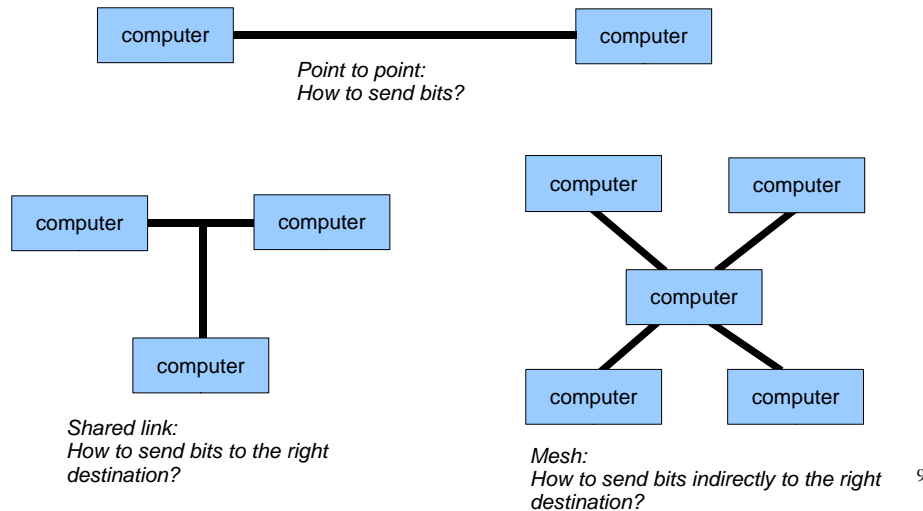 computer
computer
Point to point:
How to send bits?
computer
computer
computer
Shared link:
How to send bits to the right
destination?
computer
computer
computer
computer
computer
Mesh:
How to send bits indirectly to the right
destination?
9